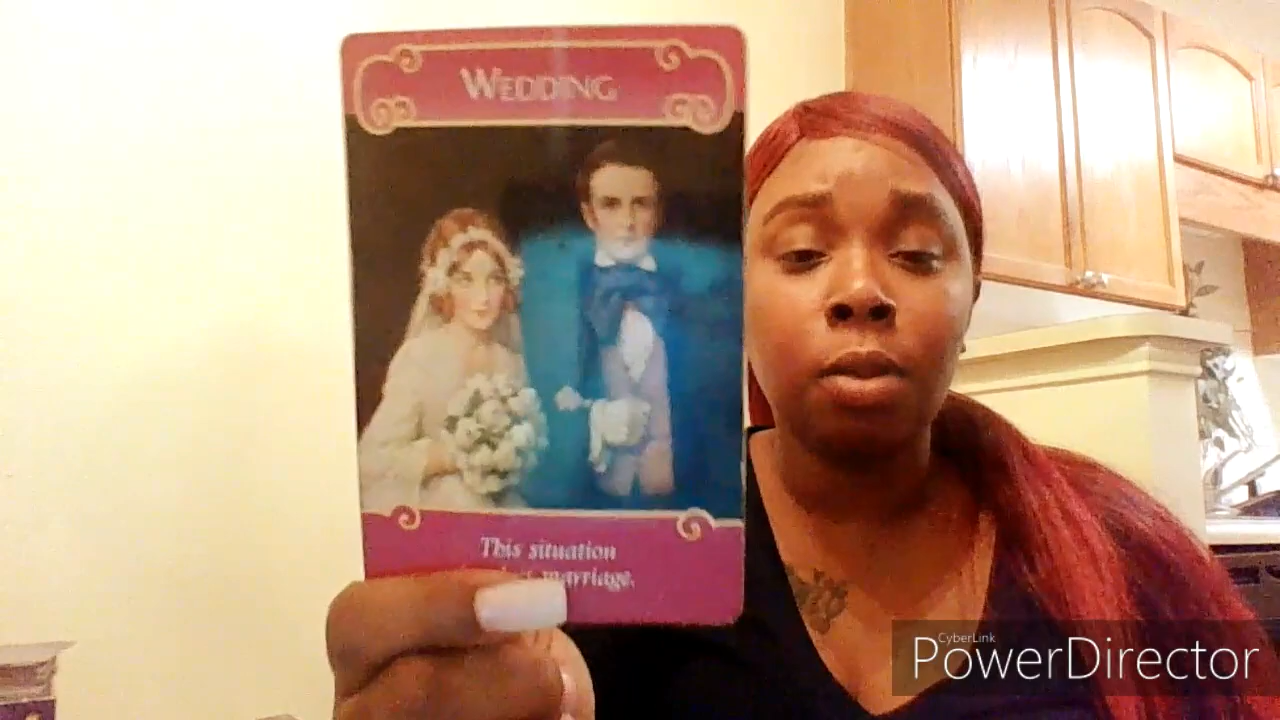 WEDDING
This situation
marriage.
CyberLink
PowerDirector